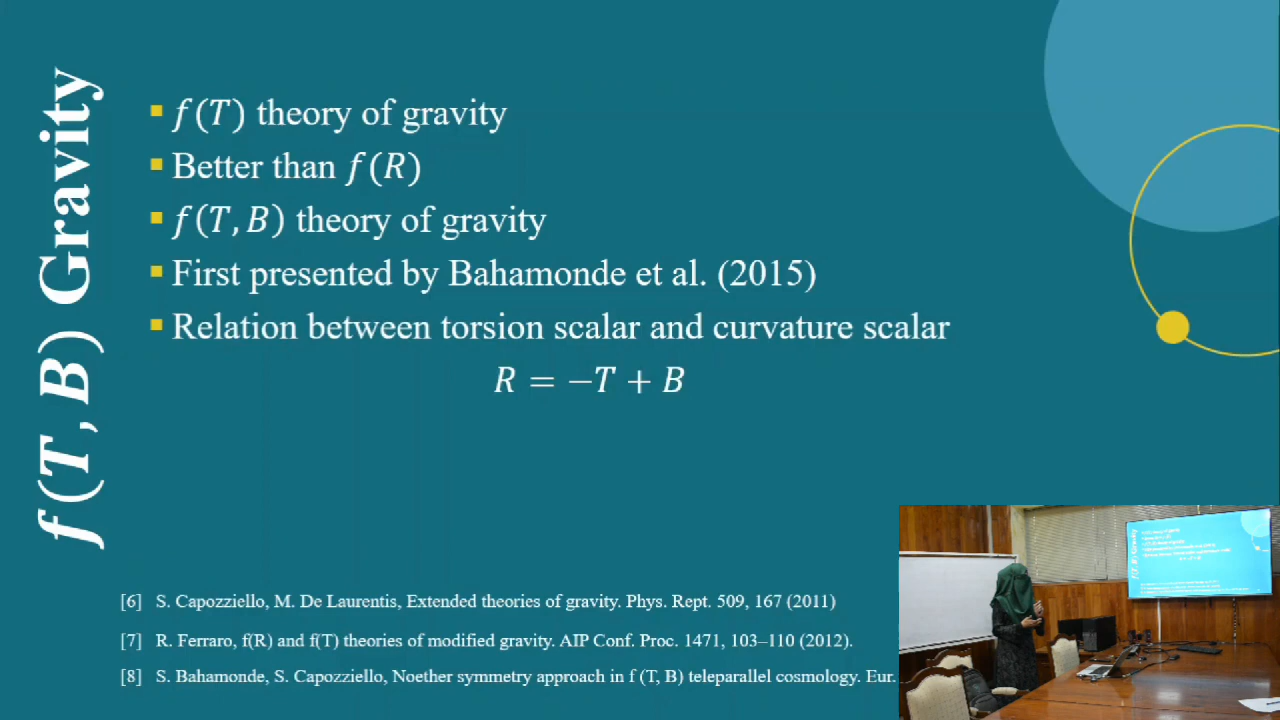 f(T, B) Gravity
f(T) theory of gravity
Better than f(R)
f(T, B) theory of gravity
First presented by Bahamonde et al. (2015)
Relation between torsion scalar and curvature scalar
R = −T + B
[6] S. Capozziello, M. De Laurentis, Extended theories of gravity. Phys. Rept. 509, 167 (2011)
[7] R. Ferraro, f(R) and f(T) theories of modified gravity. AIP Conf. Proc. 1471, 103–110 (2012).
[8] S. Bahamonde, S. Capozziello, Noether symmetry approach in f (T, B) teleparallel cosmology. Eur.